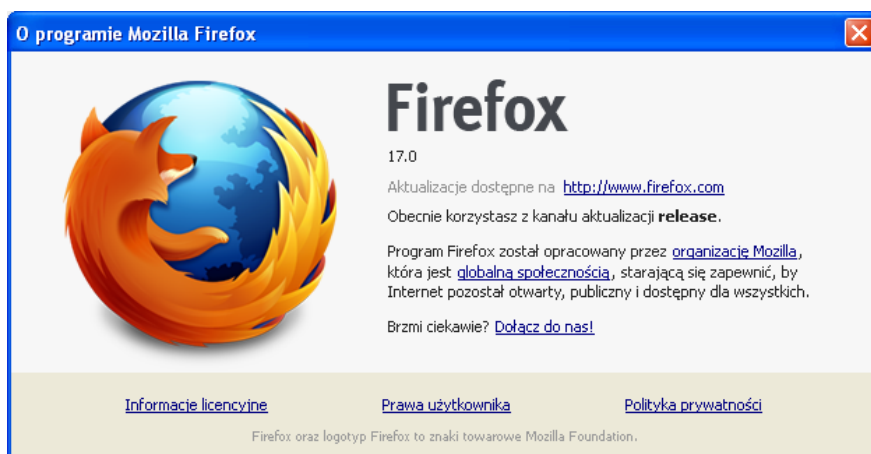 O programie Mozilla Firefox
Firefox
17.0
Aktualizacje dostępne na http://www.firefox.com
Obecnie korzystasz z kanału aktualizacji release.
Program Firefox został opracowany przez organizację Mozilla,
która jest globalną społecznością, starającą się zapewnić, by
Internet pozostał otwarty, publiczny i dostępny dla wszystkich.
Brzmi ciekawie? Dołącz do nas!
Informacje licencyjne Prawa użytkownika Polityka prywatności
Firefox oraz logotyp Firefox to znaki towarowe Mozilla Foundation.